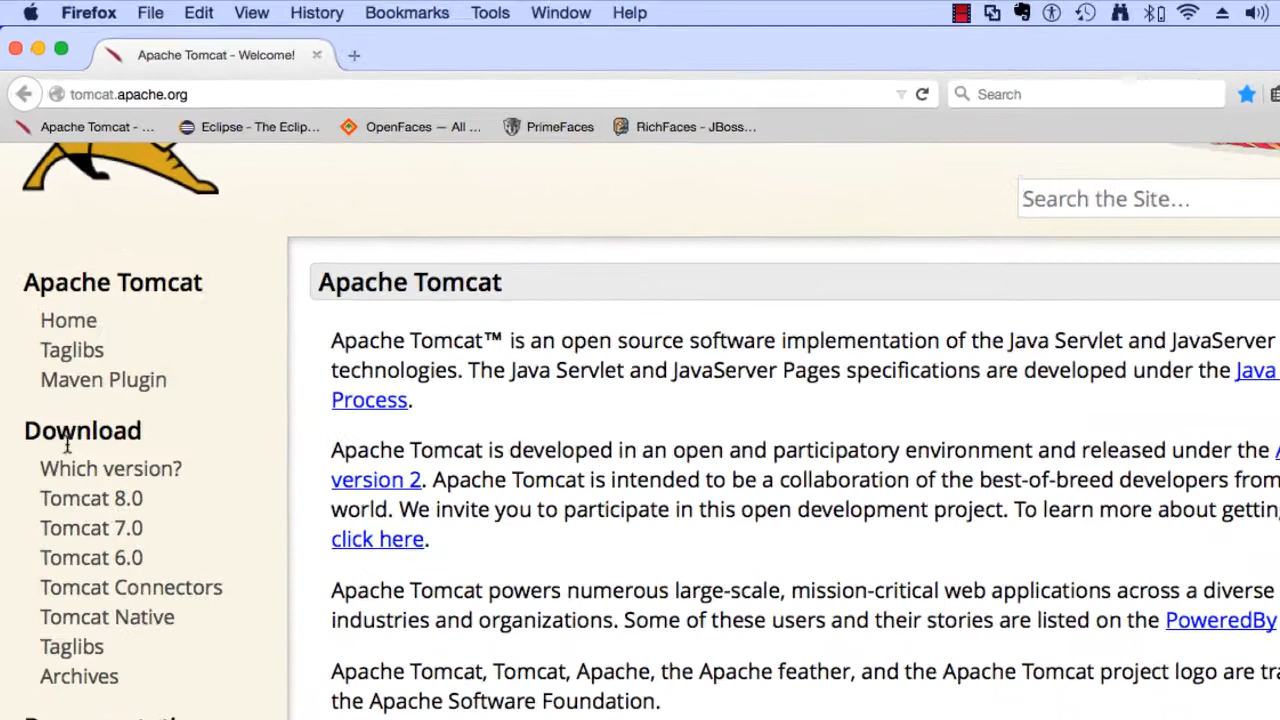 Firefox File Edit View History Bookmarks Tools Window Help
Apache Tomcat - Welcome!
tomcat.apache.org
Search
Apache Tomcat - ... Eclipse - The Eclip... OpenFaces — All ... PrimeFaces RichFaces - JBoss...
Search the Site...
Apache Tomcat
Home
Taglibs
Maven Plugin
Download
Which version?
Tomcat 8.0
Tomcat 7.0
Tomcat 6.0
Tomcat Connectors
Tomcat Native
Taglibs
Archives
Apache Tomcat
Apache Tomcat™ is an open source software implementation of the Java Servlet and JavaServer
technologies. The Java Servlet and JavaServer Pages specifications are developed under the Java
Process.
Apache Tomcat is developed in an open and participatory environment and released under the
version 2. Apache Tomcat is intended to be a collaboration of the best-of-breed developers from
world. We invite you to participate in this open development project. To learn more about getting
click here.
Apache Tomcat powers numerous large-scale, mission-critical web applications across a diverse
industries and organizations. Some of these users and their stories are listed on the PoweredBy
Apache Tomcat, Tomcat, Apache, the Apache feather, and the Apache Tomcat project logo are tra
the Apache Software Foundation.